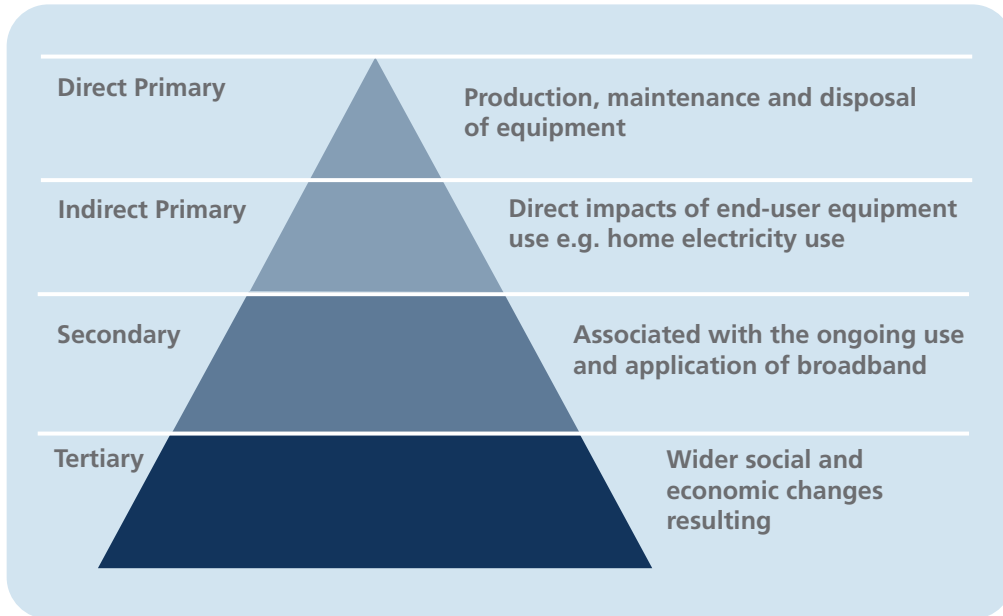 Direct Primary
Production, maintenance and disposal
of equipment
Indirect Primary
Direct impacts of end-user equipment
use e.g. home electricity use
Secondary
Associated with the ongoing use
and application of broadband
Tertiary
Wider social and
economic changes
resulting